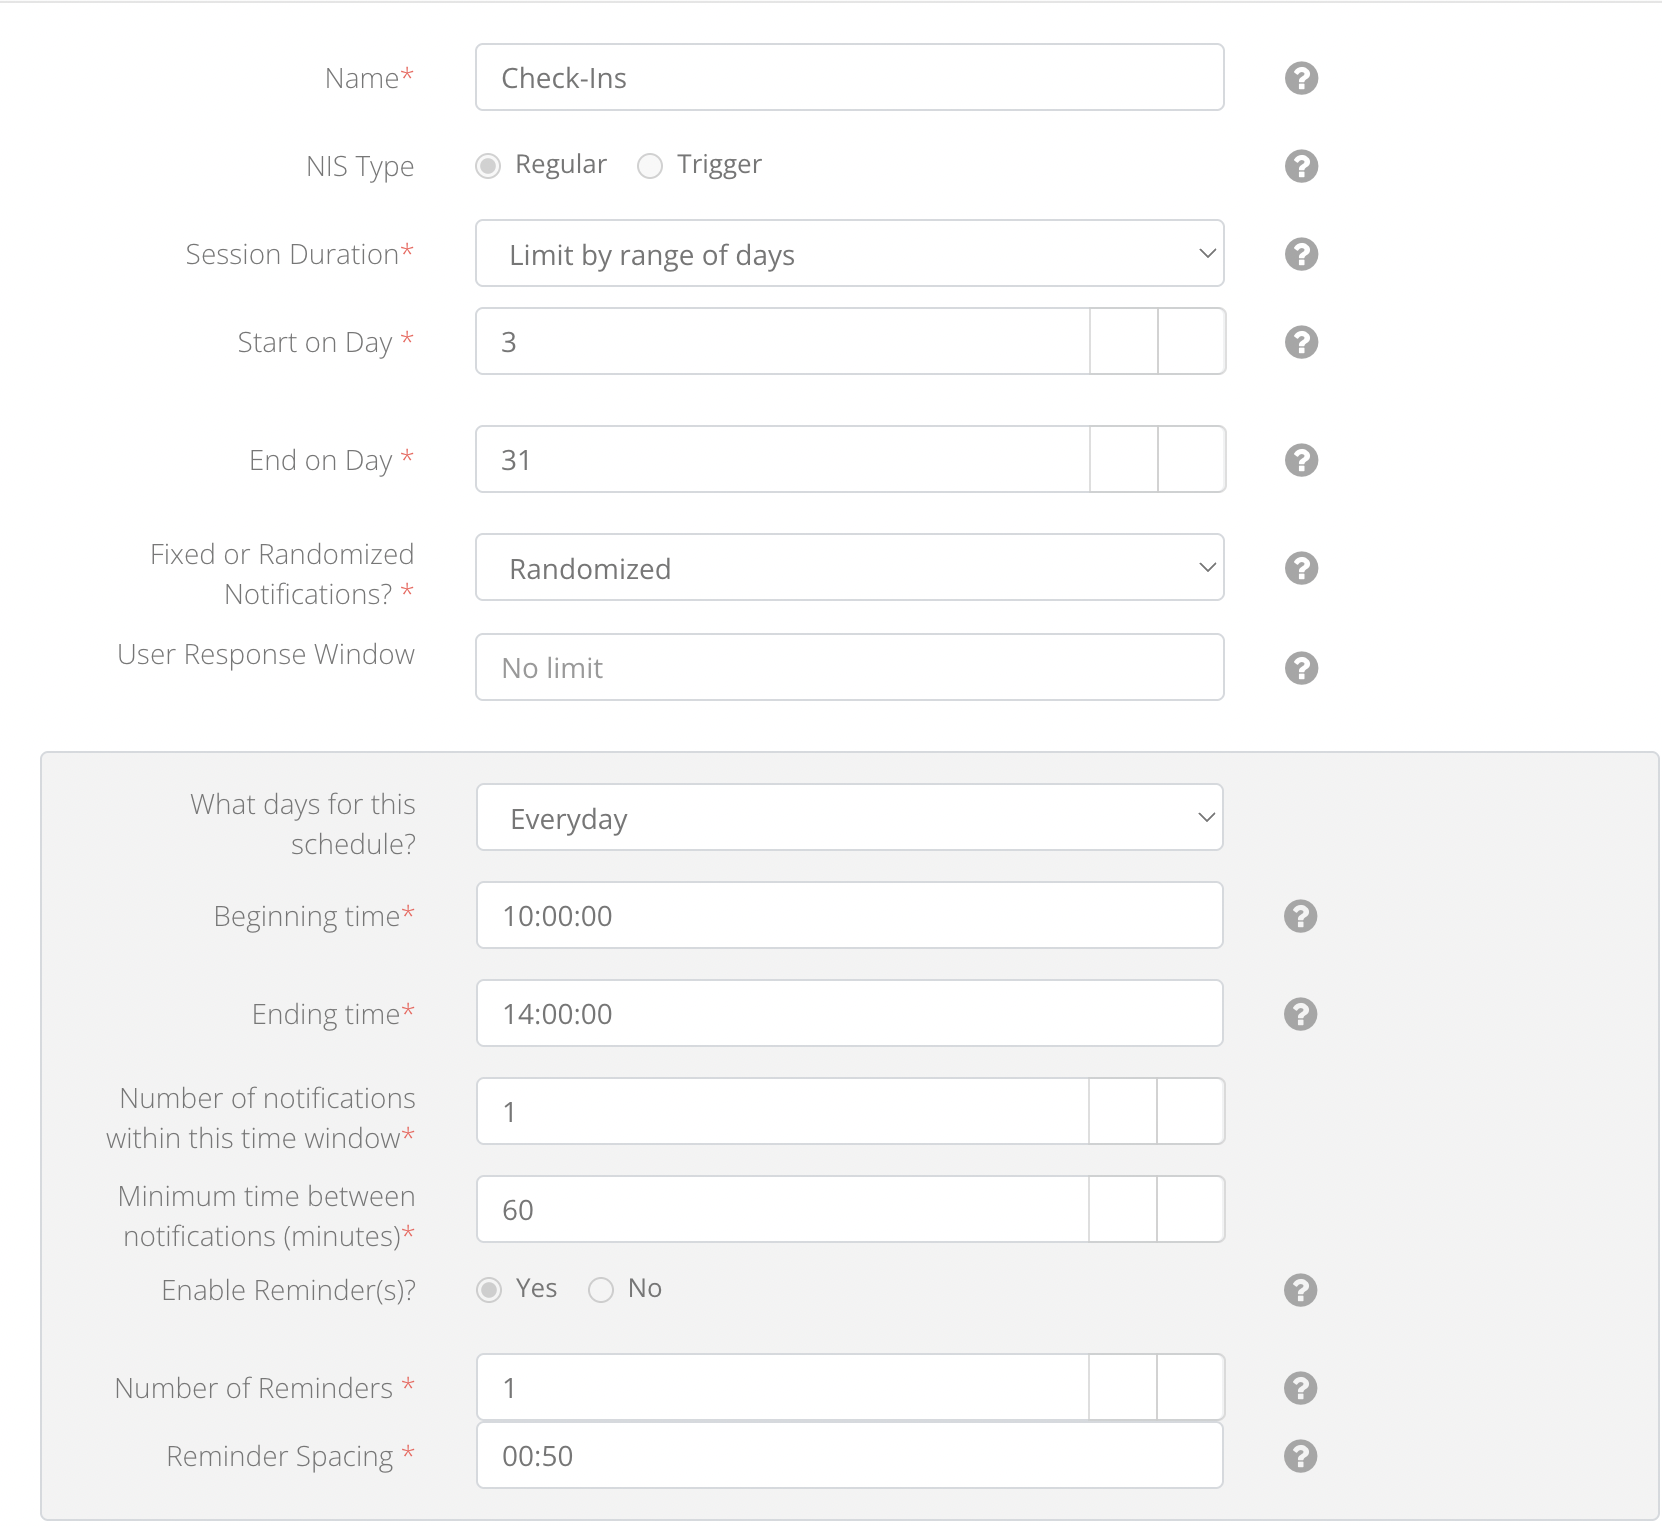 Name* Check-Ins
NIS Type Regular Trigger
Session Duration* Limit by range of days
Start on Day * 3
End on Day * 31
Fixed or Randomized
Notifications? * Randomized
User Response Window No limit
What days for this
schedule? Everyday
Beginning time* 10:00:00
Ending time* 14:00:00
Number of notifications
within this time window* 1
Minimum time between
notifications (minutes)* 60
Enable Reminder(s)? Yes No
Number of Reminders * 1
Reminder Spacing * 00:50